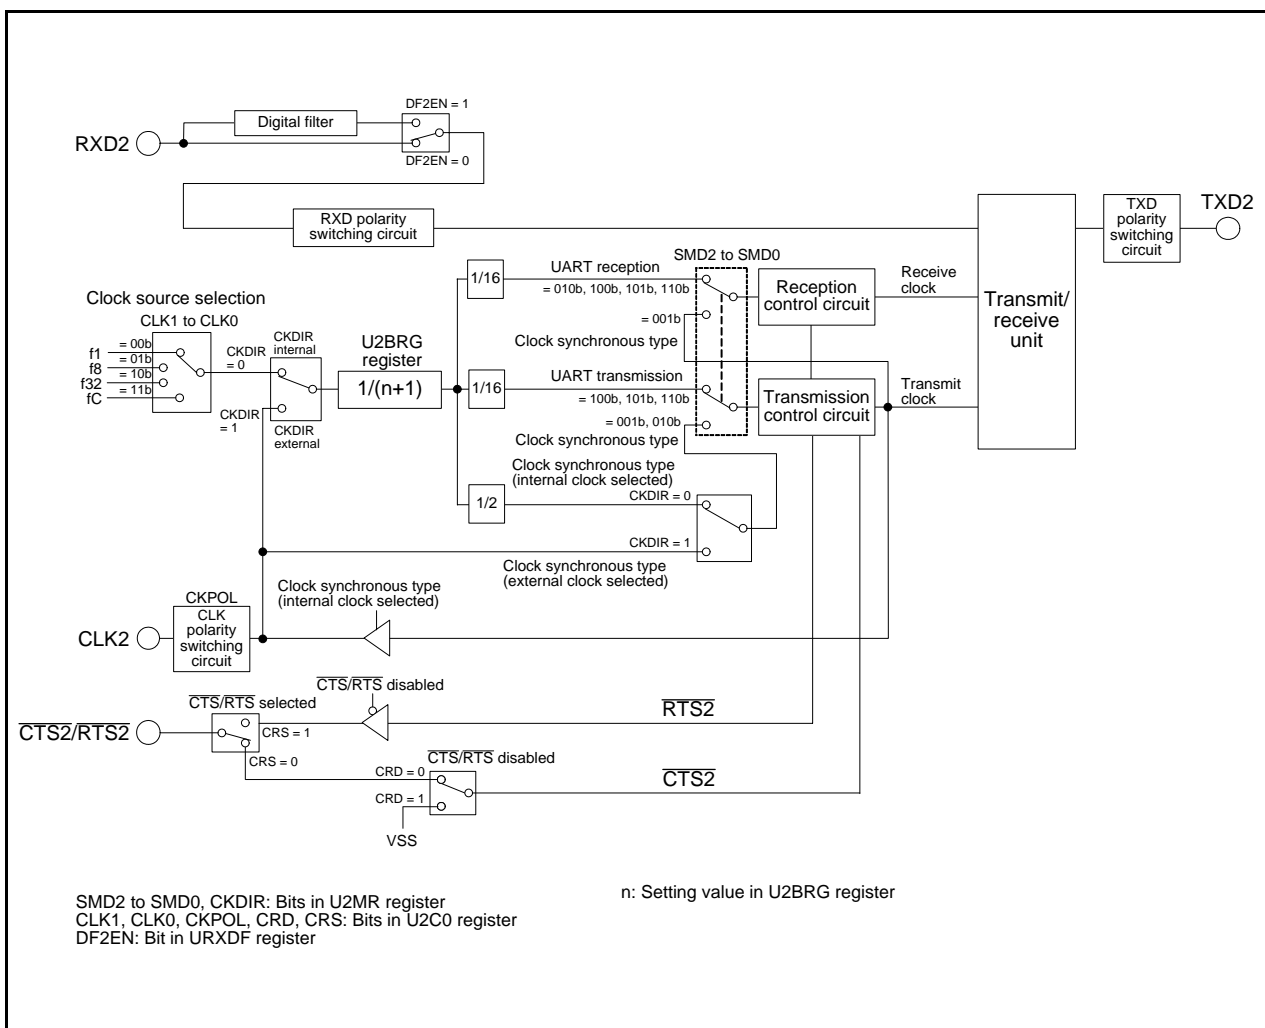 DF2EN = 1
Digital filter
RXD2
DF2EN = 0
RXD polarity
switching circuit
TXD
polarity
switching
circuit
TXD2
SMD2 to SMD0
1/16
UART reception
= 010b, 100b, 101b, 110b
= 001b
Clock synchronous type
Reception
control circuit
Receive
clock
Transmit/
receive
unit
Clock source selection
CLK1 to CLK0
f1
= 00b
f8
= 01b
f32
= 10b
fC
= 11b
CKDIR
= 0
CKDIR
internal
CKDIR
= 1
CKDIR
external
U2BRG
register
1/(n+1)
1/16
UART transmission
= 100b, 101b, 110b
= 001b, 010b
Clock synchronous type
Transmission
control circuit
Transmit
clock
Clock synchronous type
(internal clock selected)
1/2
CKDIR = 0
CKDIR = 1
Clock synchronous type
(external clock selected)
Clock synchronous type
(internal clock selected)
CKPOL
CLK2
CLK
polarity
switching
circuit
CTS/RTS disabled
CTS/RTS selected
CTS2/RTS2
CRS = 1
CRS = 0
RTS2
CTS/RTS disabled
CRD = 0
CRD = 1
CTS2
VSS
SMD2 to SMD0, CKDIR: Bits in U2MR register
CLK1, CLK0, CKPOL, CRD, CRS: Bits in U2C0 register
DF2EN: Bit in URXDF register
n: Setting value in U2BRG register